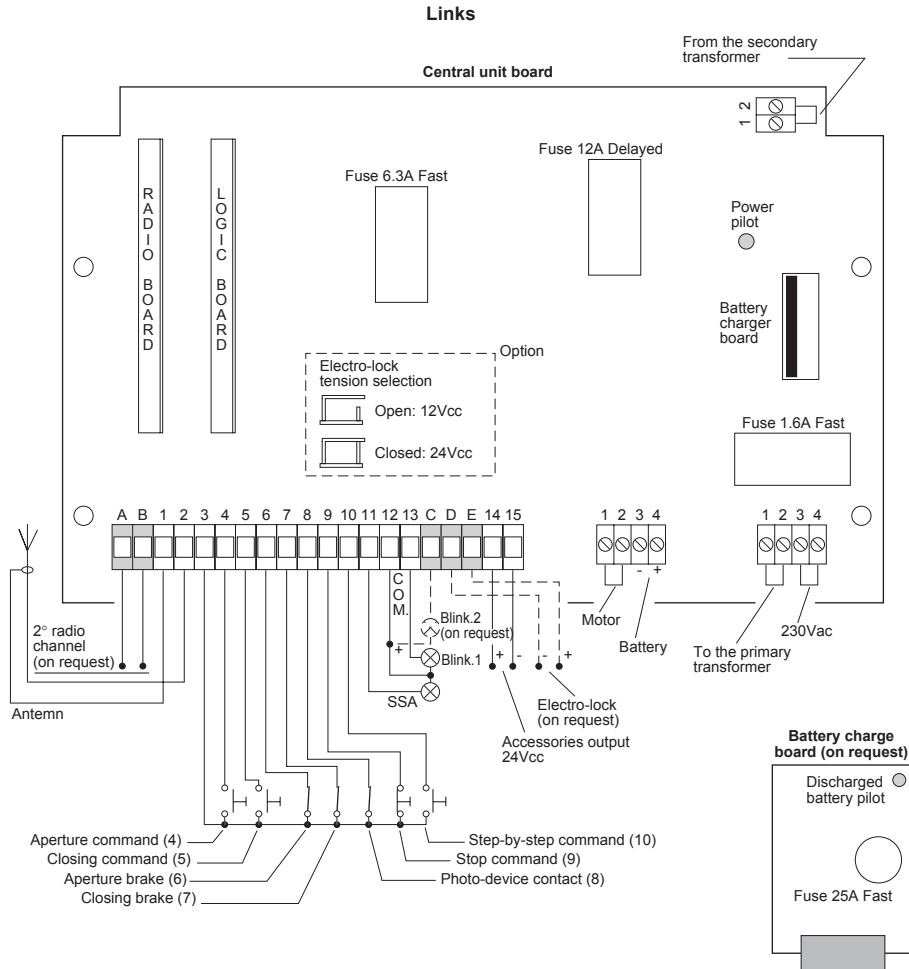 Links
From the secondary
transformer
Central unit board
1 2
Fuse 12A Delayed
Fuse 6.3A Fast
RADIO BOARD
LOGIC BOARD
Power
pilot
Battery
charger
board
Option
Electro-lock
tension selection
Open: 12Vcc
Closed: 24Vcc
Fuse 1.6A Fast
A B 1 2 3 4 5 6 7 8 9 10 11 12 13 C D E 14 15
1 2 3 4
1 2 3 4
- +
COM.
Motor
Battery
230Vac
To the primary
transformer
2° radio
channel
(on request)
Blink.2
(on request)
+
Blink.1
+ - - +
SSA
Antemn
Electro-lock
(on request)
Accessories output
24Vcc
Battery charge
board (on request)
Discharged
battery pilot
Fuse 25A Fast
Aperture command (4)
Closing command (5)
Aperture brake (6)
Closing brake (7)
Step-by-step command (10)
Stop command (9)
Photo-device contact (8)